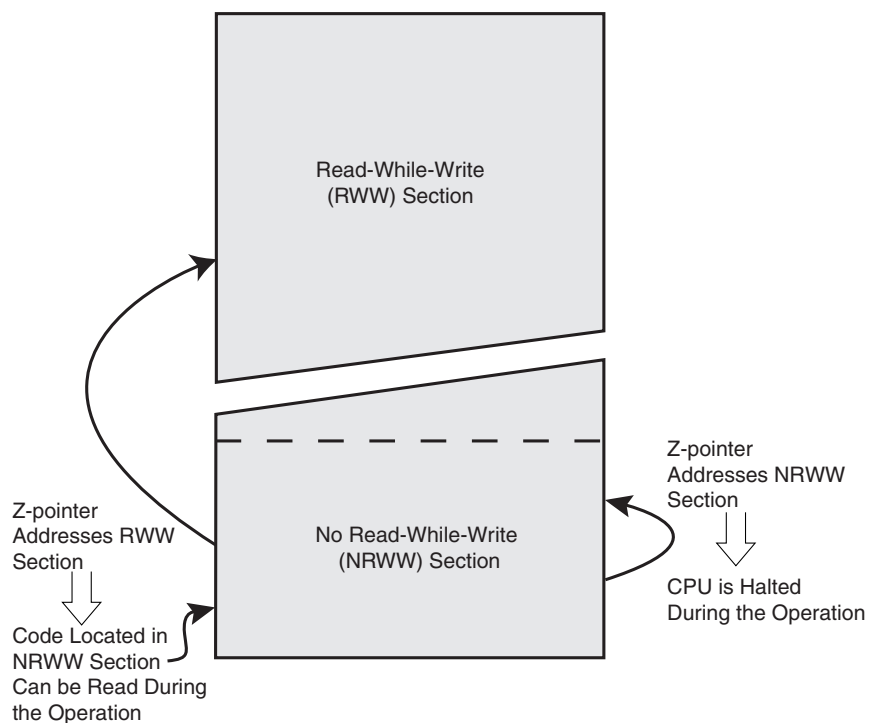 Read-While-Write
(RWW) Section
Z-pointer
Addresses NRWW
Section
Z-pointer
Addresses RWW
Section
No Read-While-Write
(NRWW) Section
CPU is Halted
During the Operation
Code Located in
NRWW Section
Can be Read During
the Operation